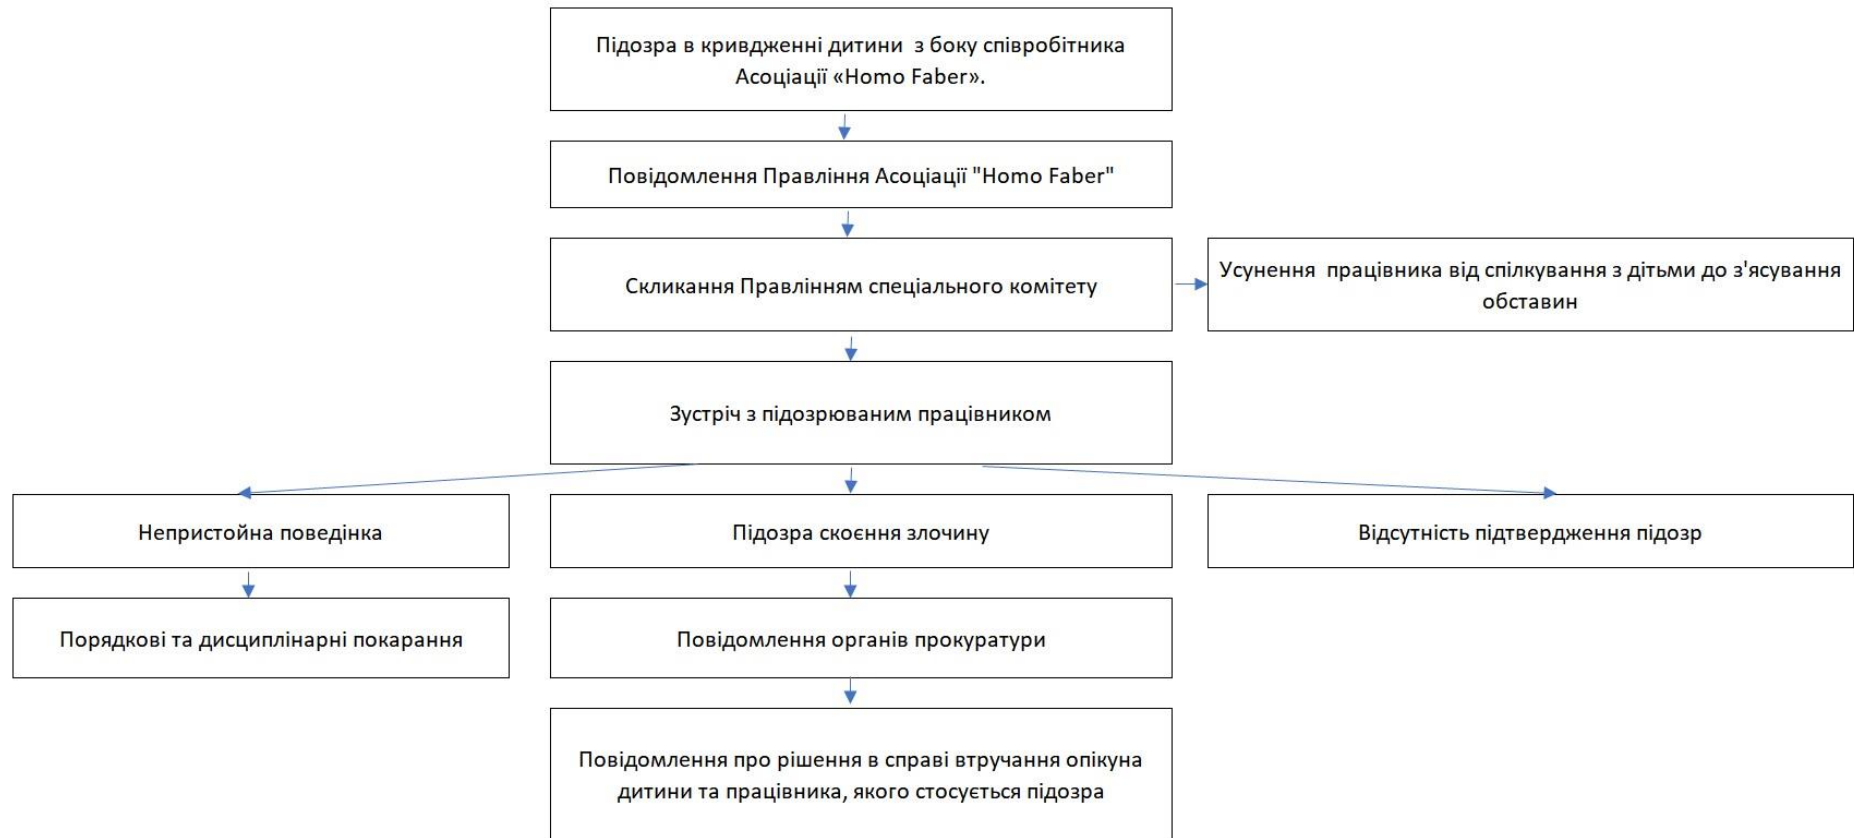 Підозра в кривдженні дитини з боку співробітника
Асоціації «Homo Faber».
Повідомлення Правління Асоціації "Homo Faber"
Скликання Правлінням спеціального комітету
Усунення працівника від спілкування з дітьми до з'ясування
обставин
Зустріч з підозрюваним працівником
Непристойна поведінка
Підозра скоєння злочину
Відсутність підтвердження підозр
Порядкові та дисциплінарні покарання
Повідомлення органів прокуратури
Повідомлення про рішення в справі втручання опікуна
дитини та працівника, якого стосується підозра